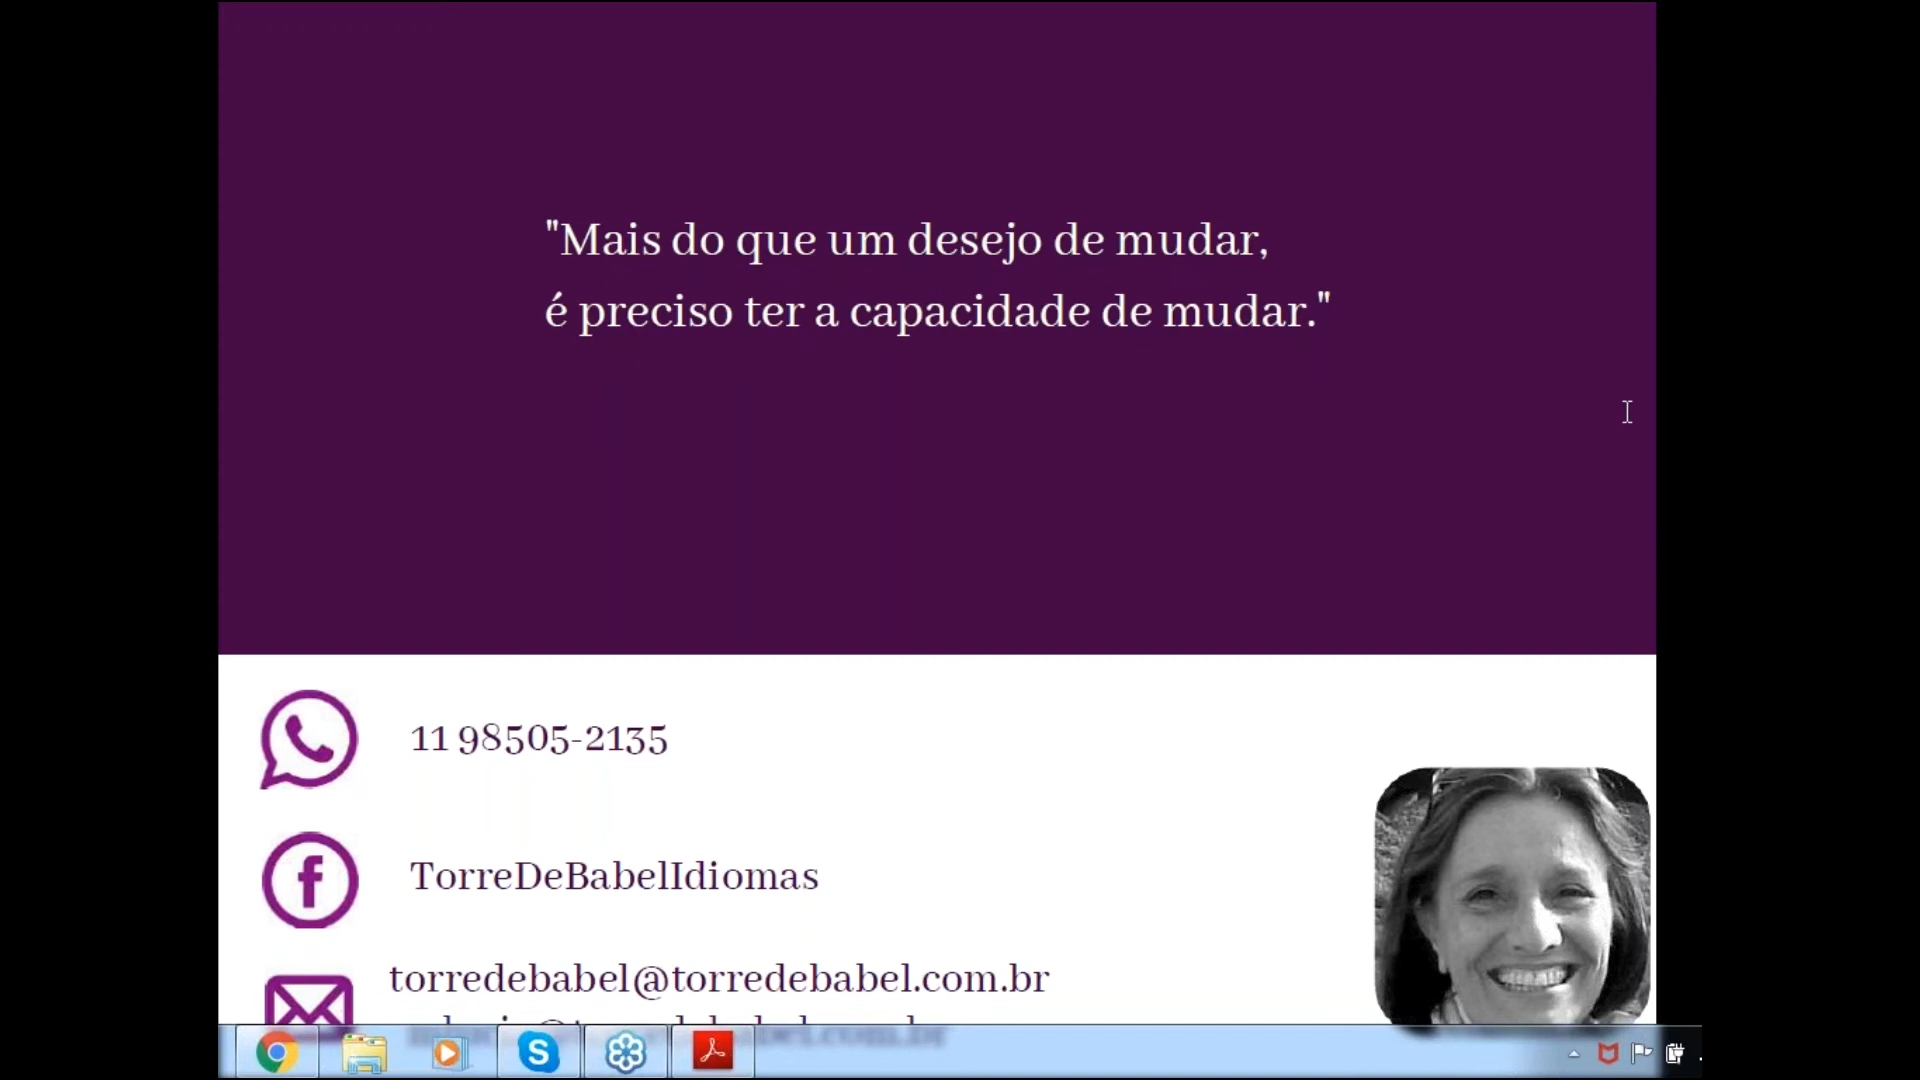 "Mais do que um desejo de mudar,
é preciso ter a capacidade de mudar."
11 98505-2135
TorreDeBabelIdiomas
torredebabel@torredebabel.com.br